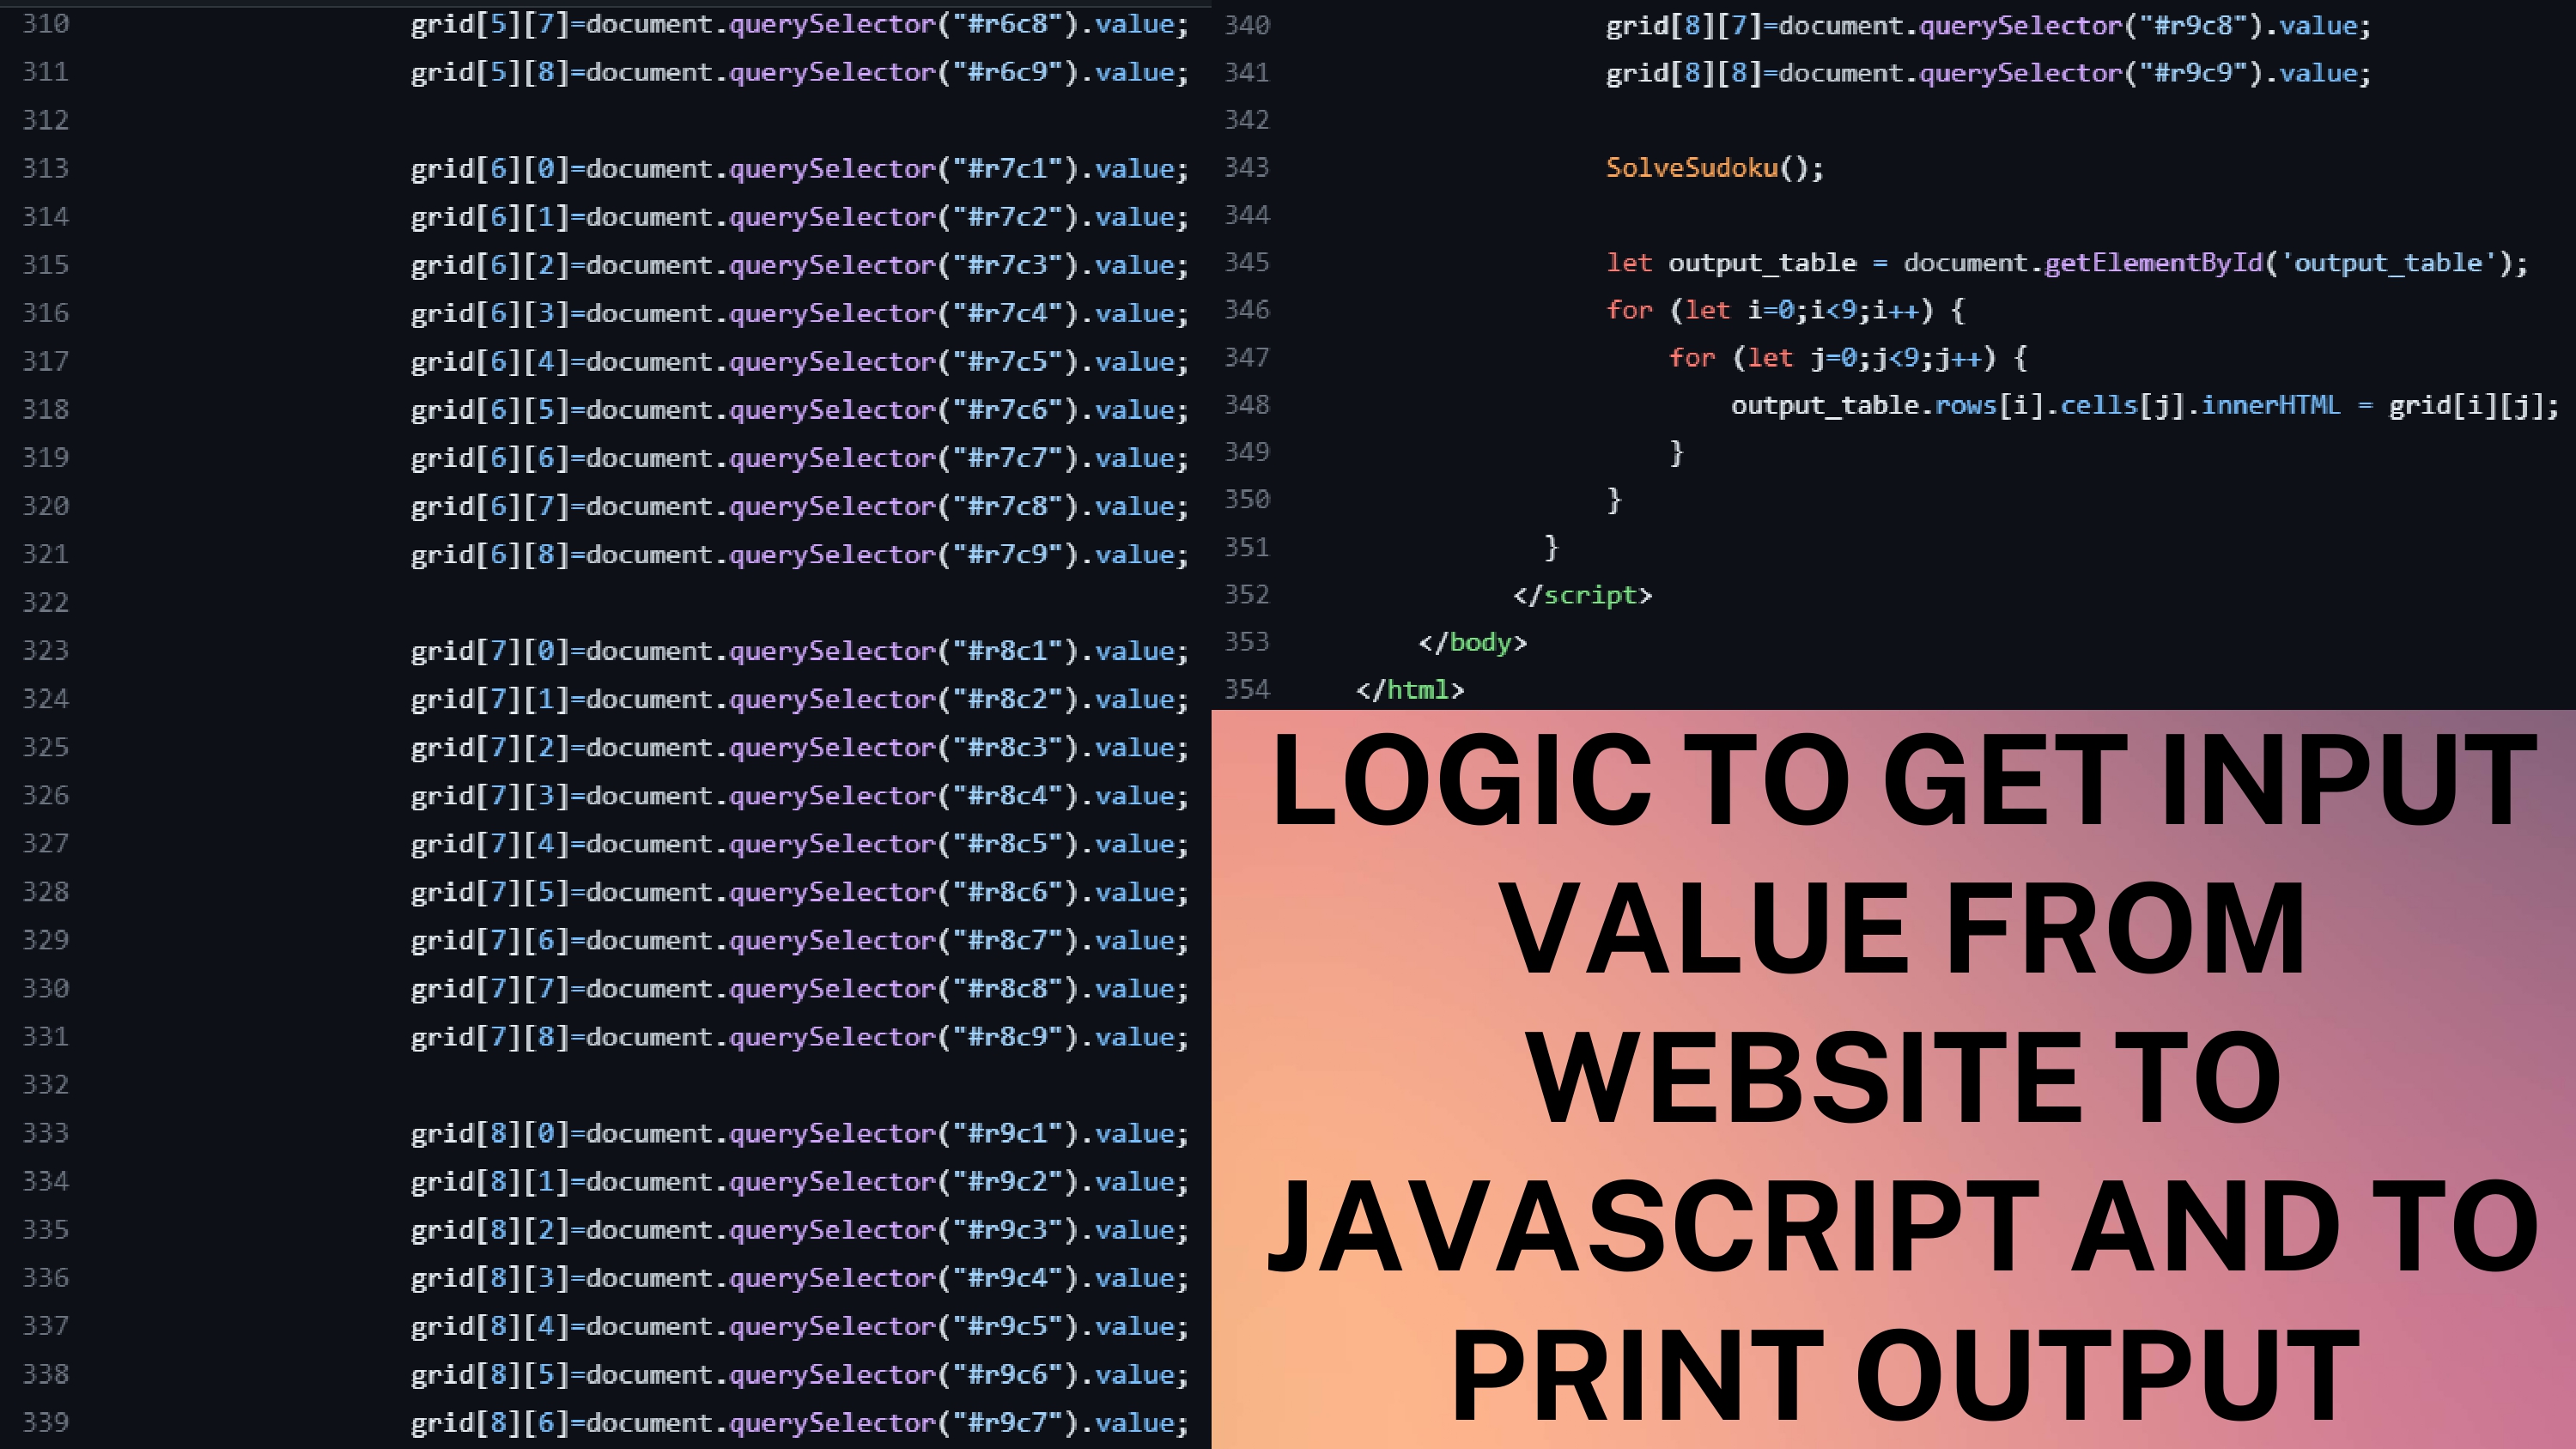 310 grid[5][7]=document.querySelector("#r6c8").value;
311 grid[5][8]=document.querySelector("#r6c9").value;
312
313 grid[6][0]=document.querySelector("#r7c1").value;
314 grid[6][1]=document.querySelector("#r7c2").value;
315 grid[6][2]=document.querySelector("#r7c3").value;
316 grid[6][3]=document.querySelector("#r7c4").value;
317 grid[6][4]=document.querySelector("#r7c5").value;
318 grid[6][5]=document.querySelector("#r7c6").value;
319 grid[6][6]=document.querySelector("#r7c7").value;
320 grid[6][7]=document.querySelector("#r7c8").value;
321 grid[6][8]=document.querySelector("#r7c9").value;
322
323 grid[7][0]=document.querySelector("#r8c1").value;
324 grid[7][1]=document.querySelector("#r8c2").value;
325 grid[7][2]=document.querySelector("#r8c3").value;
326 grid[7][3]=document.querySelector("#r8c4").value;
327 grid[7][4]=document.querySelector("#r8c5").value;
328 grid[7][5]=document.querySelector("#r8c6").value;
329 grid[7][6]=document.querySelector("#r8c7").value;
330 grid[7][7]=document.querySelector("#r8c8").value;
331 grid[7][8]=document.querySelector("#r8c9").value;
332
333 grid[8][0]=document.querySelector("#r9c1").value;
334 grid[8][1]=document.querySelector("#r9c2").value;
335 grid[8][2]=document.querySelector("#r9c3").value;
336 grid[8][3]=document.querySelector("#r9c4").value;
337 grid[8][4]=document.querySelector("#r9c5").value;
338 grid[8][5]=document.querySelector("#r9c6").value;
339 grid[8][6]=document.querySelector("#r9c7").value;
340 grid[8][7]=document.querySelector("#r9c8").value;
341 grid[8][8]=document.querySelector("#r9c9").value;
342
343 SolveSudoku();
344
345 let output_table = document.getElementById('output_table');
346 for (let i=0;i<9;i++) {
347 for (let j=0;j<9;j++) {
348 output_table.rows[i].cells[j].innerHTML = grid[i][j];
349 }
350 }
351 }
352 </script>
353 </body>
354 </html>
LOGIC TO GET INPUT
VALUE FROM
WEBSITE TO
JAVASCRIPT AND TO
PRINT OUTPUT